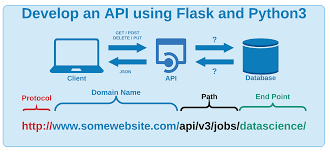 Develop an API using Flask and Python3
GET / POST
DELETE / PUT
?
JSON
?
Client
API
Database
Protocol
Domain Name
Path
End Point
http://www.somewebsite.com/api/v3/jobs/datascience/